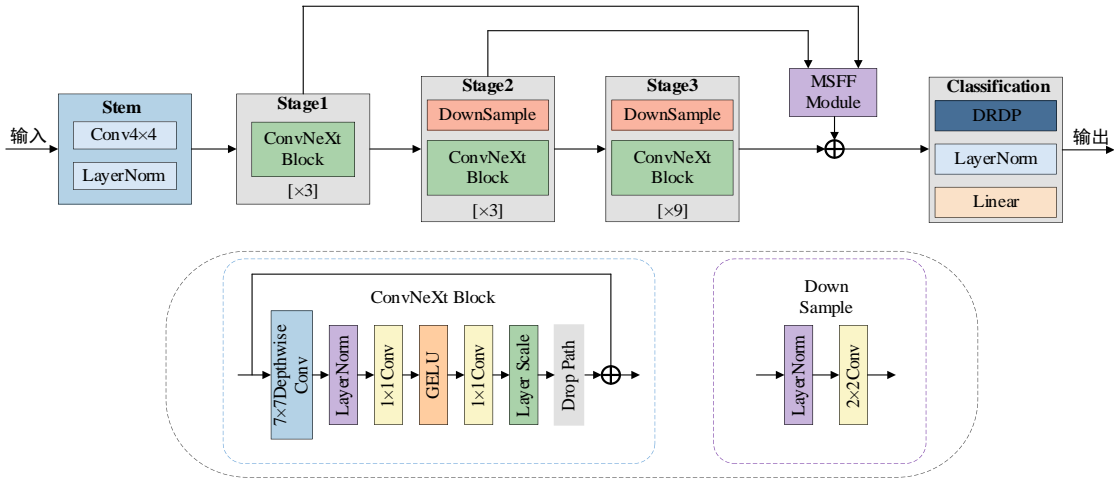 输入
Stem
Conv4×4
LayerNorm
Stage1
ConvNeXt
Block
[×3]
Stage2
DownSample
ConvNeXt
Block
[×3]
Stage3
DownSample
ConvNeXt
Block
[×9]
MSFF
Module
Classification
DRDP
LayerNorm
Linear
输出
ConvNeXt Block
7×7Depthwise
Conv
LayerNorm
1×1Conv
GELU
1×1Conv
Layer Scale
Drop Path
Down
Sample
LayerNorm
2×2Conv